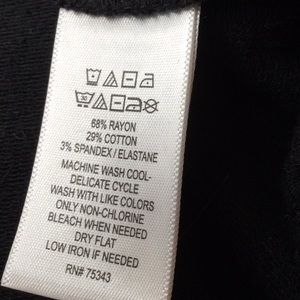 30
68% RAYON
29% COTTON
3% SPANDEX / ELASTANE
MACHINE WASH COOL-
DELICATE CYCLE
WASH WITH LIKE COLORS
ONLY NON-CHLORINE
BLEACH WHEN NEEDED
DRY FLAT
LOW IRON IF NEEDED
RN# 75343